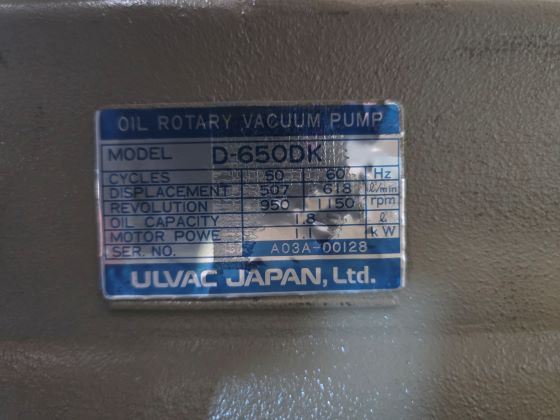 OIL ROTARY VACUUM PUMP
MODEL D-650DK
CYCLES 50 60 Hz
DISPLACEMENT 507 618 ℓ/min
REVOLUTION 950 1150 rpm
OIL CAPACITY 1.8 ℓ
MOTOR POWE 1.1 kW
SER. NO. A03A-00128
ULVAC JAPAN, Ltd.